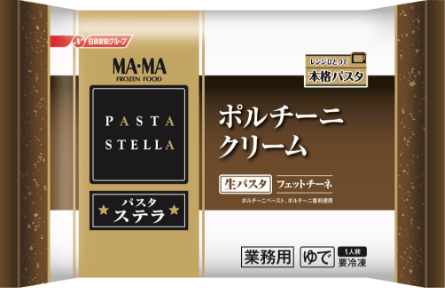 日清製粉グループ
MA・MA
FROZEN FOOD
PASTA
STELLA
パスタ
★ステラ★
レンジひとつで
本格パスタ
ポルチーニ
クリーム
生パスタ フェットチーネ
ポルチーニペースト、ポルチーニ香料使用
業務用 ゆで 1人前
要冷凍